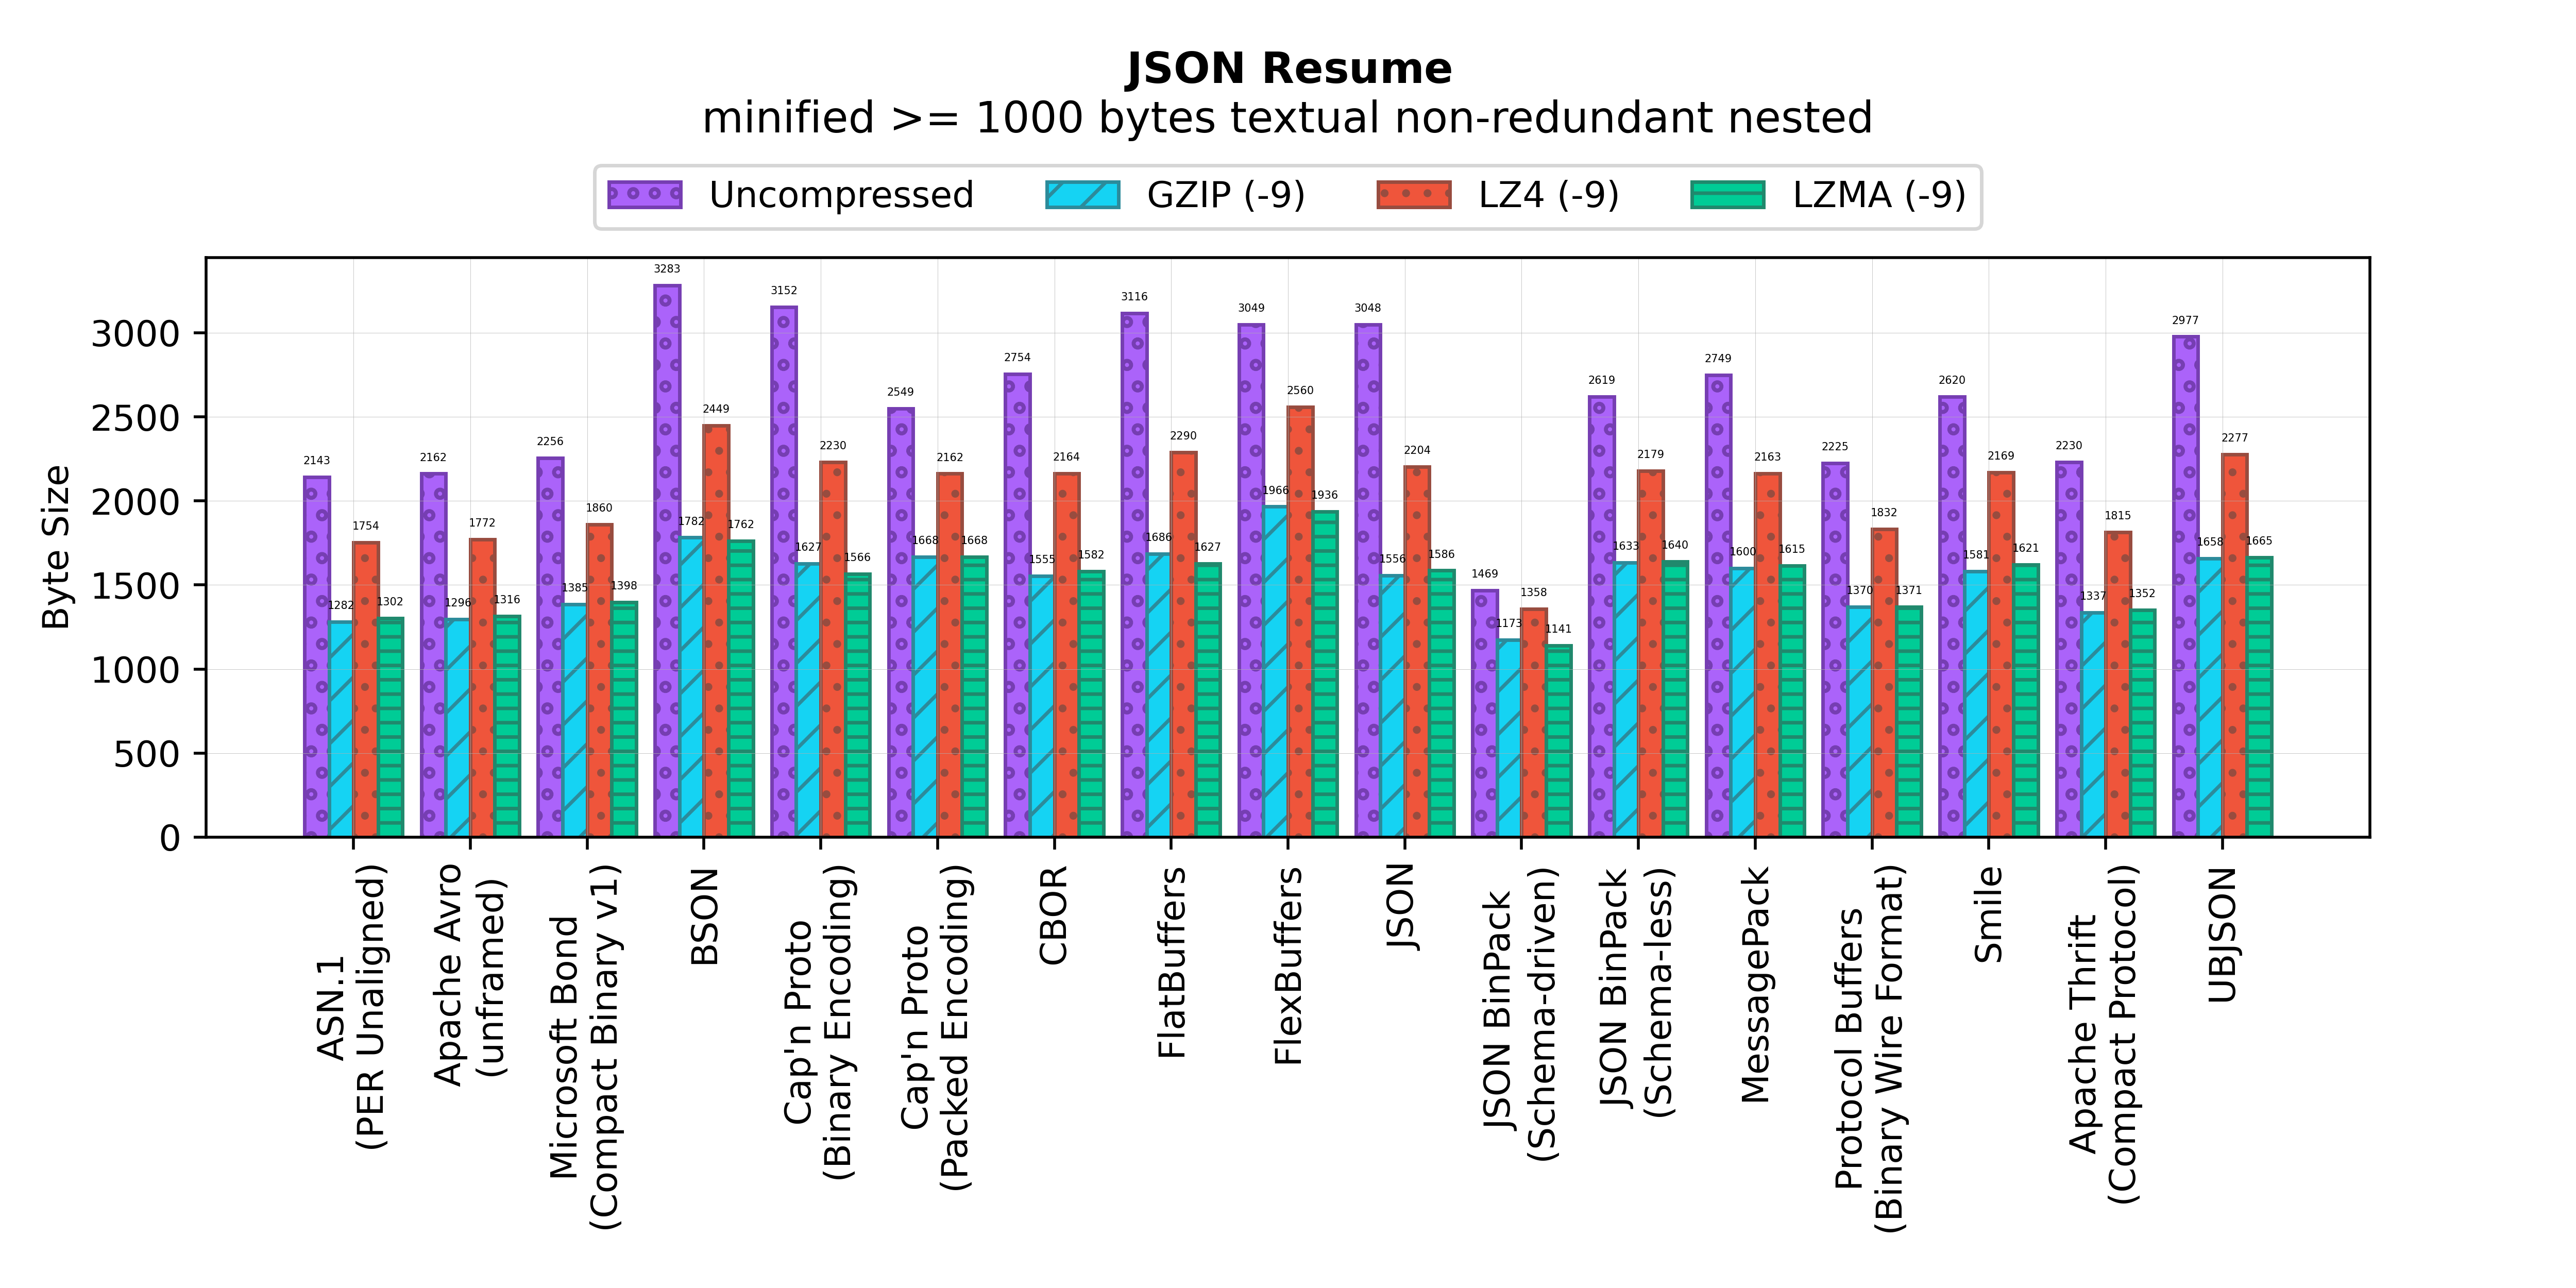 JSON Resume
minified >= 1000 bytes textual non-redundant nested
Uncompressed
GZIP (-9)
LZ4 (-9)
LZMA (-9)
Byte Size
3000
2500
2000
1500
1000
500
0
2143
1282
1754
1302
2162
1296
1772
1316
2256
1385
1860
1398
3283
1782
2449
1762
3152
1627
2230
1566
2549
1668
2162
1668
2754
1555
2164
1582
3116
1686
2290
1627
3049
1966
2560
1936
3048
1556
2204
1586
1469
1173
1358
1141
2619
1633
2179
1640
2749
1600
2163
1615
2225
1370
1832
1371
2620
1581
2169
1621
2230
1337
1815
1352
2977
1658
2277
1665
ASN.1
(PER Unaligned)
Apache Avro
(unframed)
Microsoft Bond
(Compact Binary v1)
BSON
Cap'n Proto
(Binary Encoding)
Cap'n Proto
(Packed Encoding)
CBOR
FlatBuffers
FlexBuffers
JSON
JSON BinPack
(Schema-driven)
JSON BinPack
(Schema-less)
MessagePack
Protocol Buffers
(Binary Wire Format)
Smile
Apache Thrift
(Compact Protocol)
UBJSON